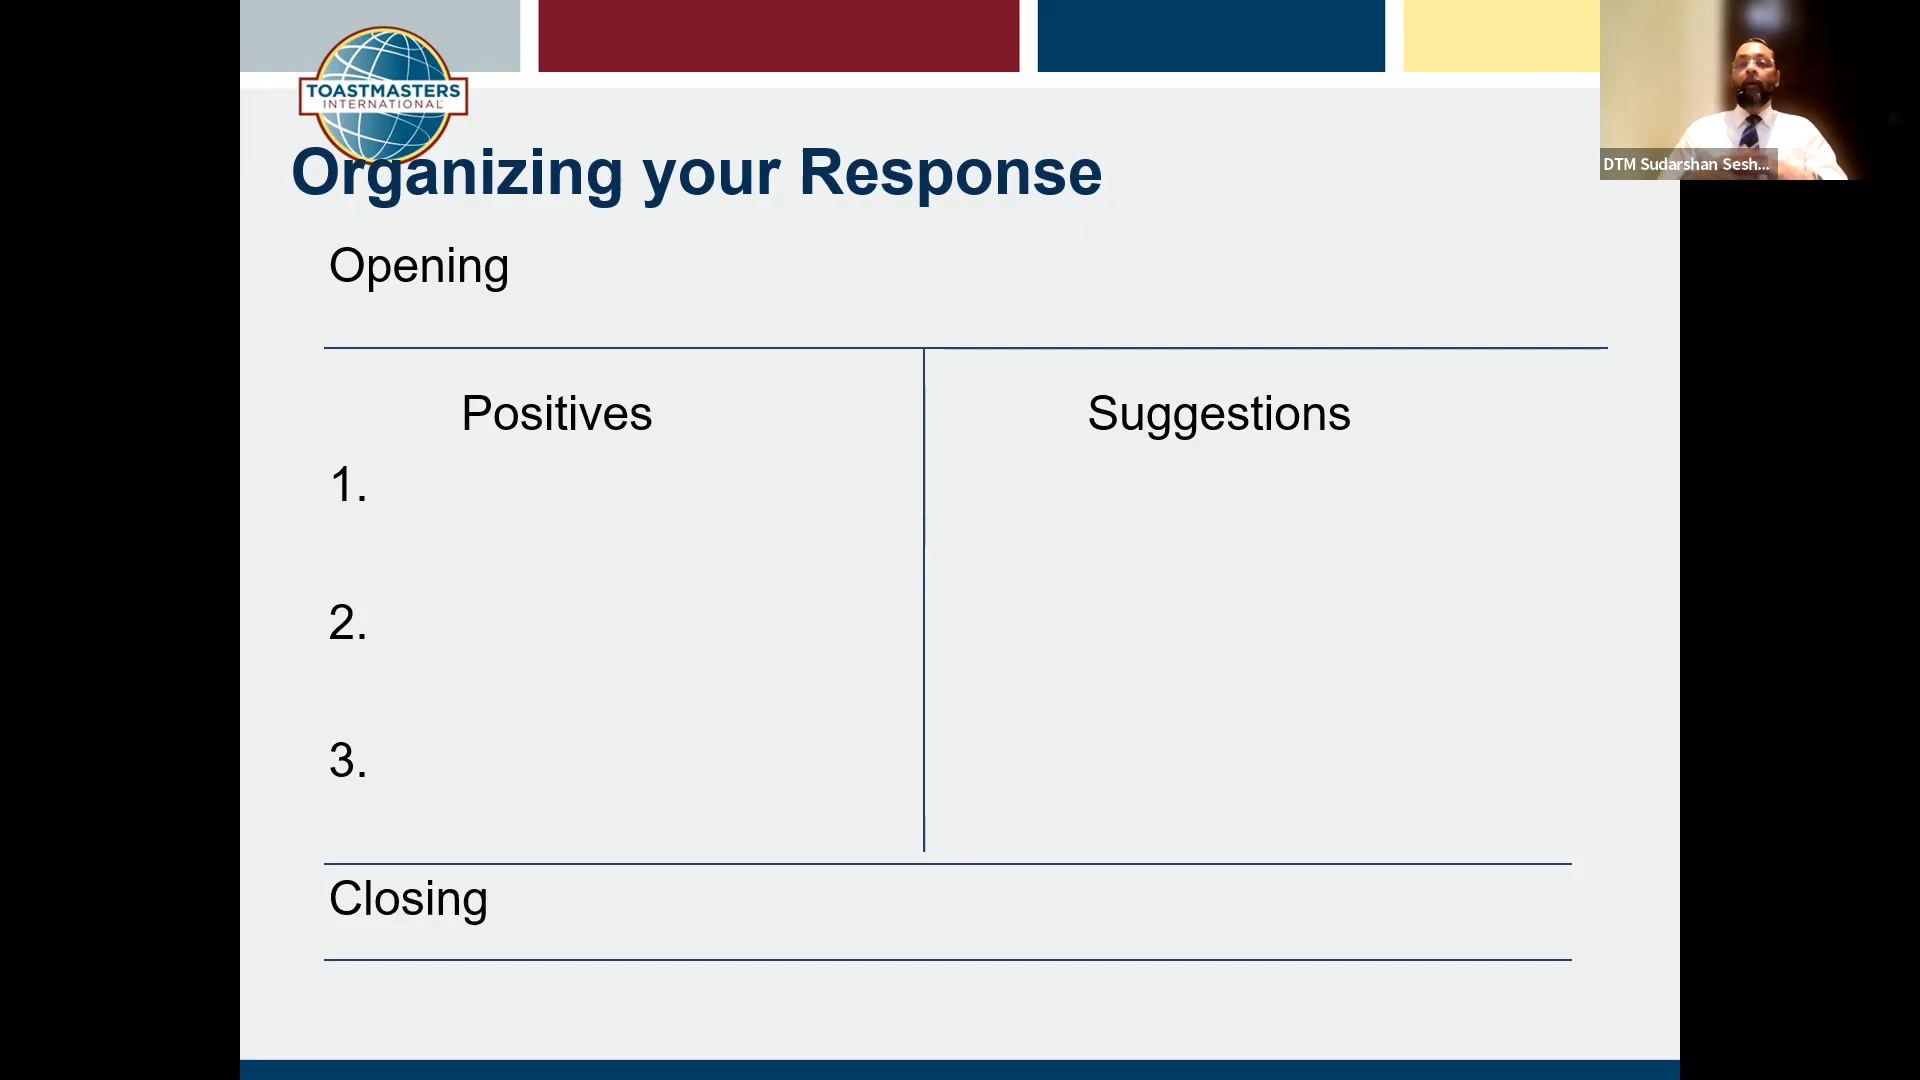 TOASTMASTERS
INTERNATIONAL
DTM Sudarshan Sesh...
Organizing your Response
Opening
Positives
Suggestions
1.
2.
3.
Closing